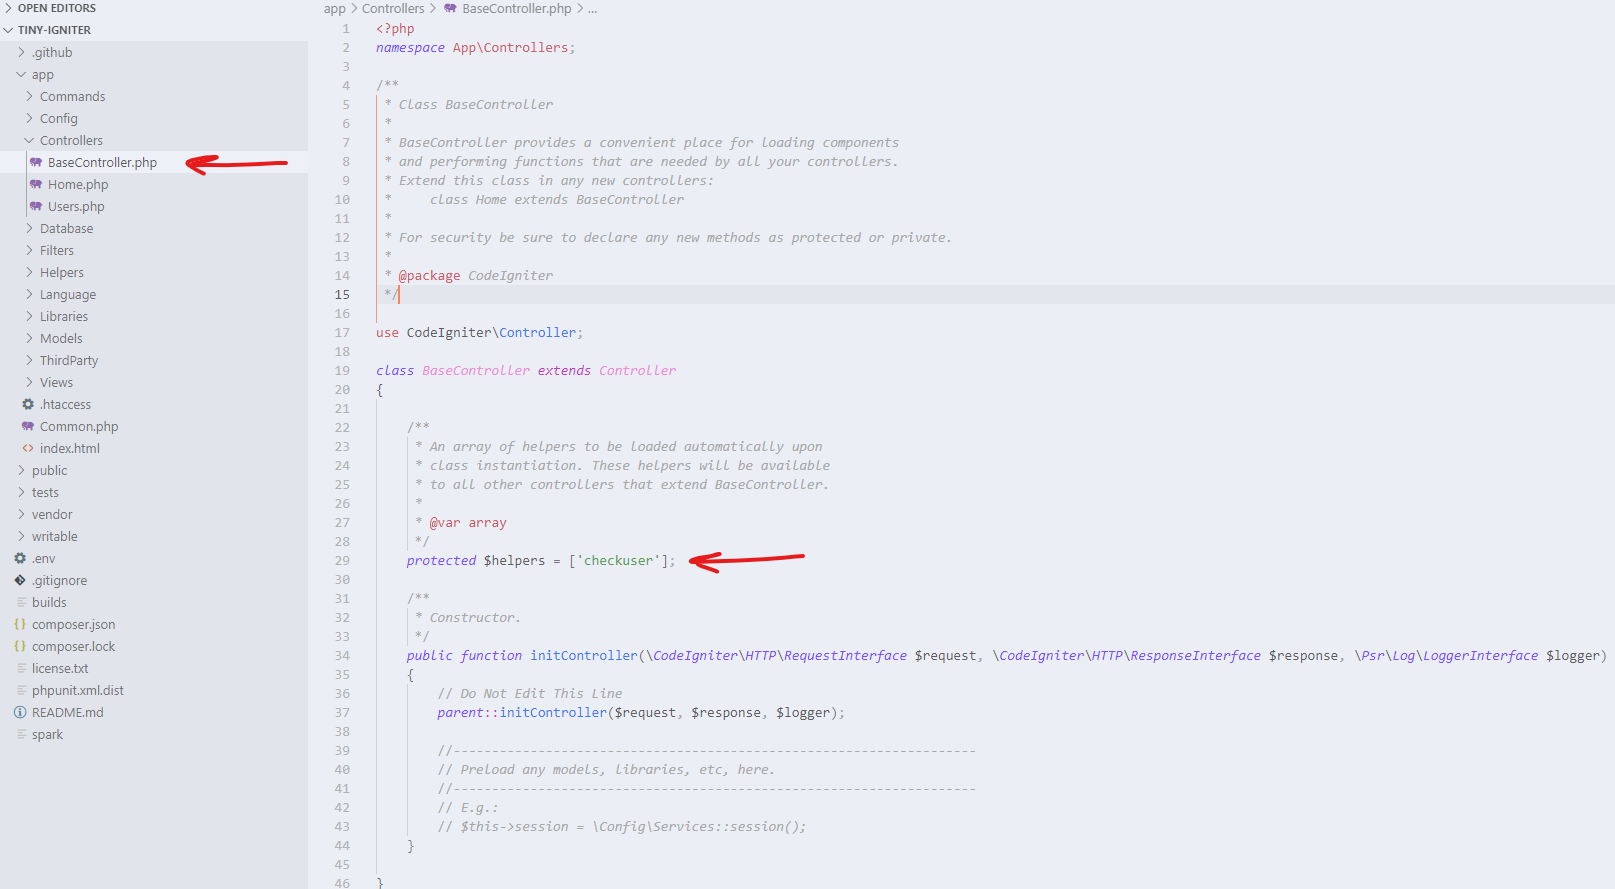 OPEN EDITORS
TINY-IGNITER
.github
app
Commands
Config
Controllers
BaseController.php
Home.php
Users.php
Database
Filters
Helpers
Language
Libraries
Models
ThirdParty
Views
.htaccess
Common.php
index.html
public
tests
vendor
writable
.env
.gitignore
builds
composer.json
composer.lock
license.txt
phpunit.xml.dist
README.md
spark
app > Controllers > BaseController.php > ...
1 <?php
2 namespace App\Controllers;
3
4 /**
5  * Class BaseController
6  *
7  * BaseController provides a convenient place for loading components
8  * and performing functions that are needed by all your controllers.
9  * Extend this class in any new controllers:
10  *     class Home extends BaseController
11  *
12  * For security be sure to declare any new methods as protected or private.
13  *
14  * @package CodeIgniter
15  */
16
17 use CodeIgniter\Controller;
18
19 class BaseController extends Controller
20 {
21
22     /**
23      * An array of helpers to be loaded automatically upon
24      * class instantiation. These helpers will be available
25      * to all other controllers that extend BaseController.
26      *
27      * @var array
28      */
29     protected $helpers = ['checkuser'];
30
31     /**
32      * Constructor.
33      */
34     public function initController(\CodeIgniter\HTTP\RequestInterface $request, \CodeIgniter\HTTP\ResponseInterface $response, \Psr\Log\LoggerInterface $logger)
35     {
36         // Do Not Edit This Line
37         parent::initController($request, $response, $logger);
38
39         //--------------------------------------------------------------------
40         // Preload any models, libraries, etc, here.
41         //--------------------------------------------------------------------
42         // E.g.:
43         // $this->session = \Config\Services::session();
44     }
45
46 }